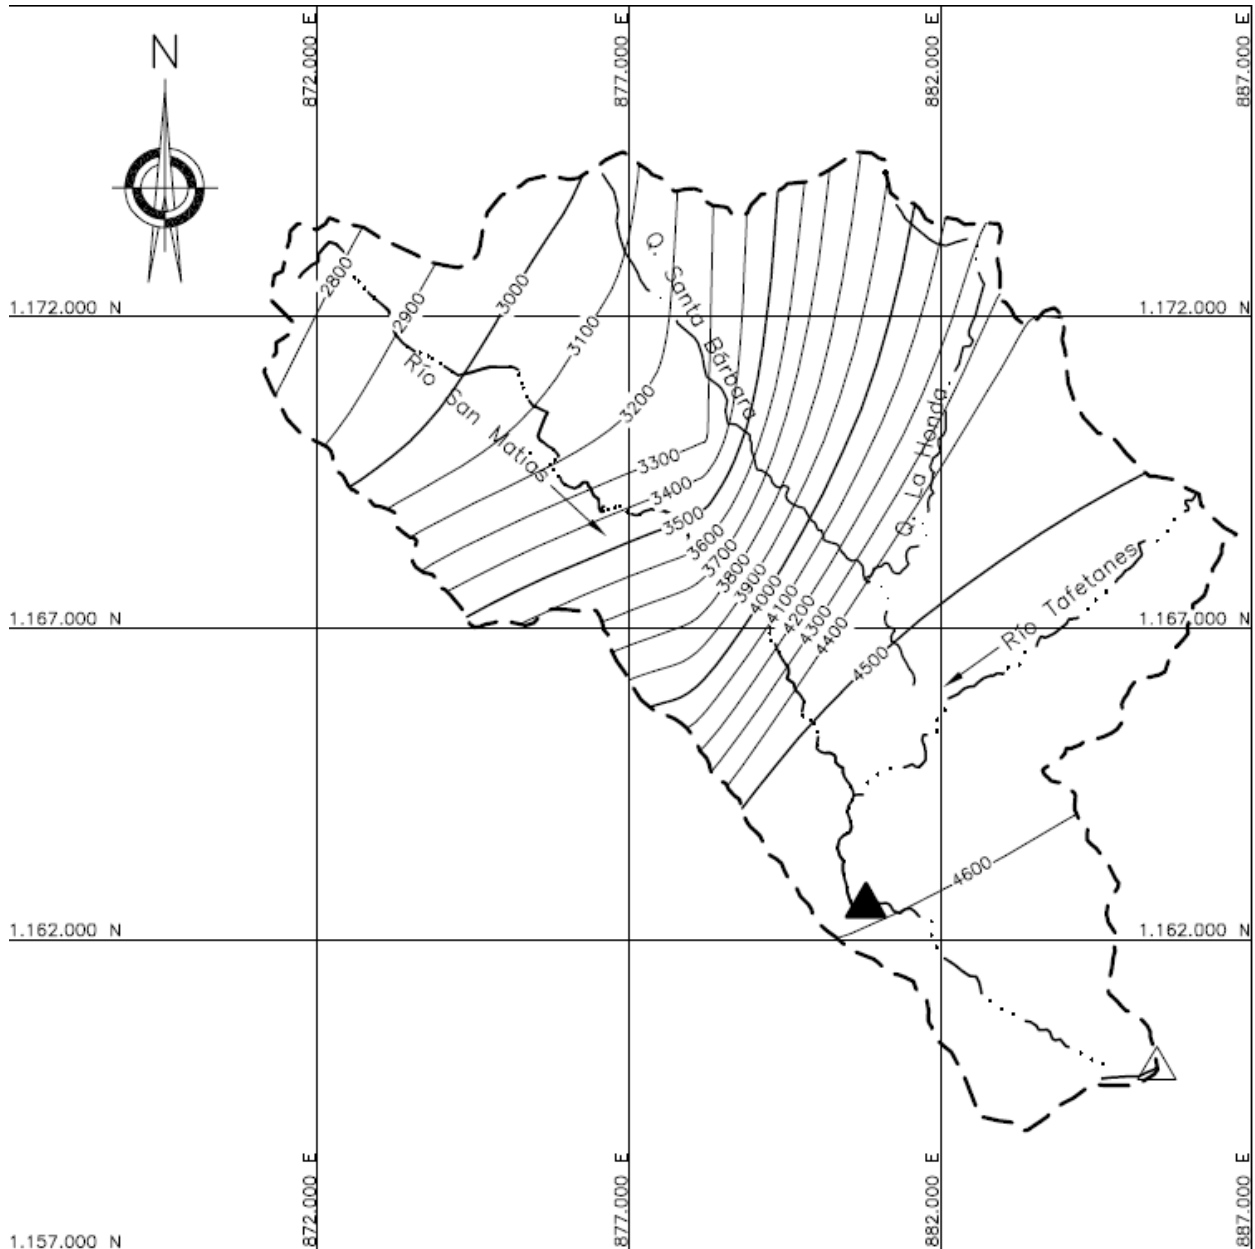 N
872.000 E
877.000 E
882.000 E
887.000 E
2800
2900
3000
3100
3200
3300
3400
3500
3600
3700
3800
3900
4000
4100
4200
4300
4400
4500
4600
Q. Santa Bárbara
Río San Matias
Q. La Honda
Río Tafetanes
1.172.000 N
1.172.000 N
1.167.000 N
1.167.000 N
1.162.000 N
1.162.000 N
1.157.000 N
872.000 E
877.000 E
882.000 E
887.000 E